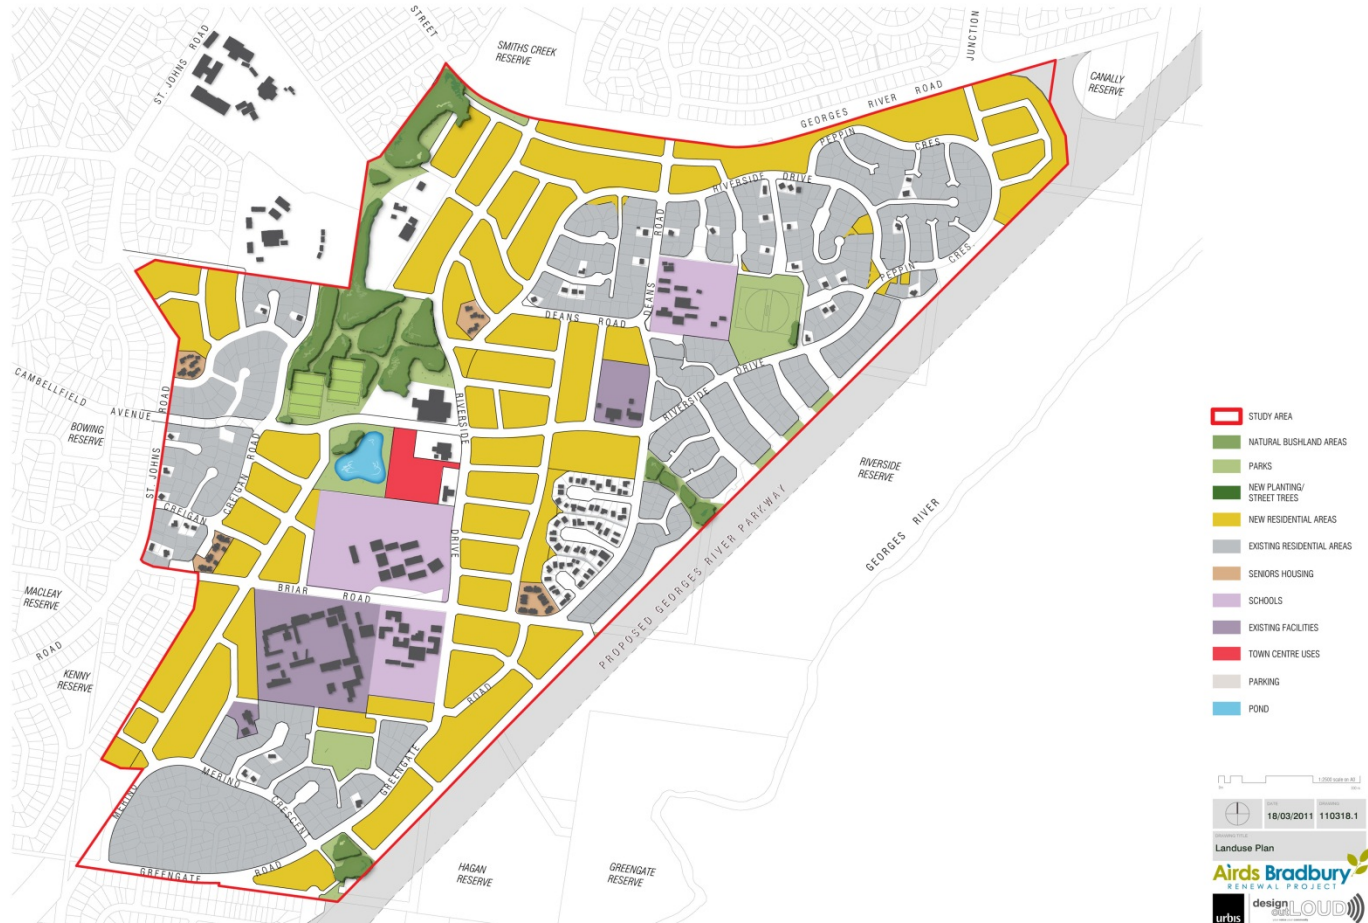 STREET
ST. JOHNS ROAD
SMITHS CREEK
RESERVE
JUNCTION
CANALLY
RESERVE
GEORGES RIVER ROAD
PEPPIN CRES
RIVERSIDE DRIVE
DEANS ROAD
PEPPIN CRES.
DEANS ROAD DEANS
RIVERSIDE DRIVE
CAMBELLFIELD AVENUE
BOWING
RESERVE
ST. JOHNS ROAD
CREIGAN ROAD
CREIGAN
RIVERSIDE DRIVE
RIVERSIDE
RESERVE
GEORGES RIVER
PROPOSED GEORGES RIVER PARKWAY
BRIAR ROAD
MACLEAY
RESERVE
ROAD
KENNY
RESERVE
GREENGATE ROAD
MERINO CRESCENT
MERINO
GREENGATE ROAD
HAGAN
RESERVE
GREENGATE
RESERVE
STUDY AREA
NATURAL BUSHLAND AREAS
PARKS
NEW PLANTING/
STREET TREES
NEW RESIDENTIAL AREAS
EXISTING RESIDENTIAL AREAS
SENIORS HOUSING
SCHOOLS
EXISTING FACILITIES
TOWN CENTRE USES
PARKING
POND
DATE
18/03/2011
110318.1
DRAWING TITLE
Landuse Plan
Airds Bradbury
RENEWAL PROJECT
urbis
design
out LOUD